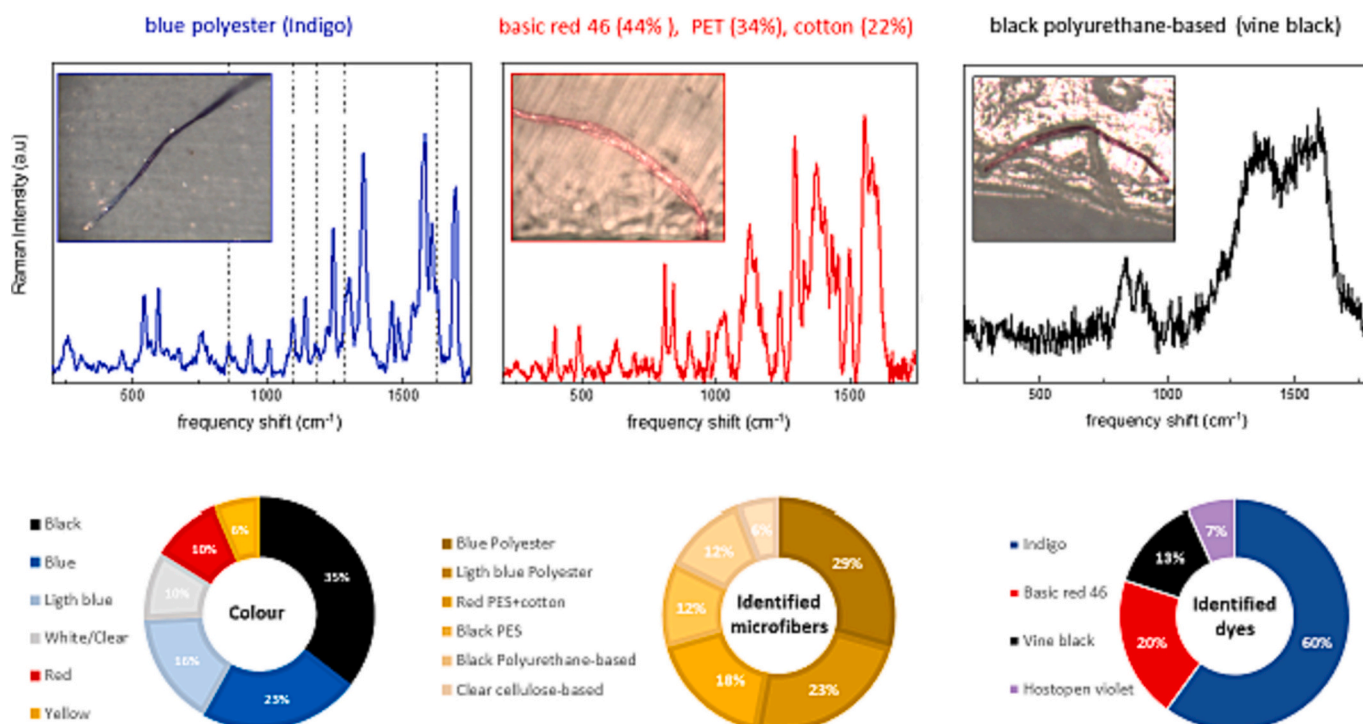 blue polyester (Indigo)
basic red 46 (44% ), PET (34%), cotton (22%)
black polyurethane-based (vine black)
Raman Intensity (a.u)
500
1000
1500
frequency shift (cm⁻¹)
500
1000
1500
frequency shift (cm⁻¹)
500
1000
1500
frequency shift (cm⁻¹)
Black
Blue
Ligth blue
White/Clear
Red
Yellow
6%
10%
10%
16%
23%
35%
Colour
Blue Polyester
Ligth blue Polyester
Red PES+cotton
Black PES
Black Polyurethane-based
Clear cellulose-based
6%
12%
12%
18%
23%
29%
Identified
microfibers
Indigo
Basic red 46
Vine black
Hostopen violet
7%
13%
20%
60%
Identified
dyes